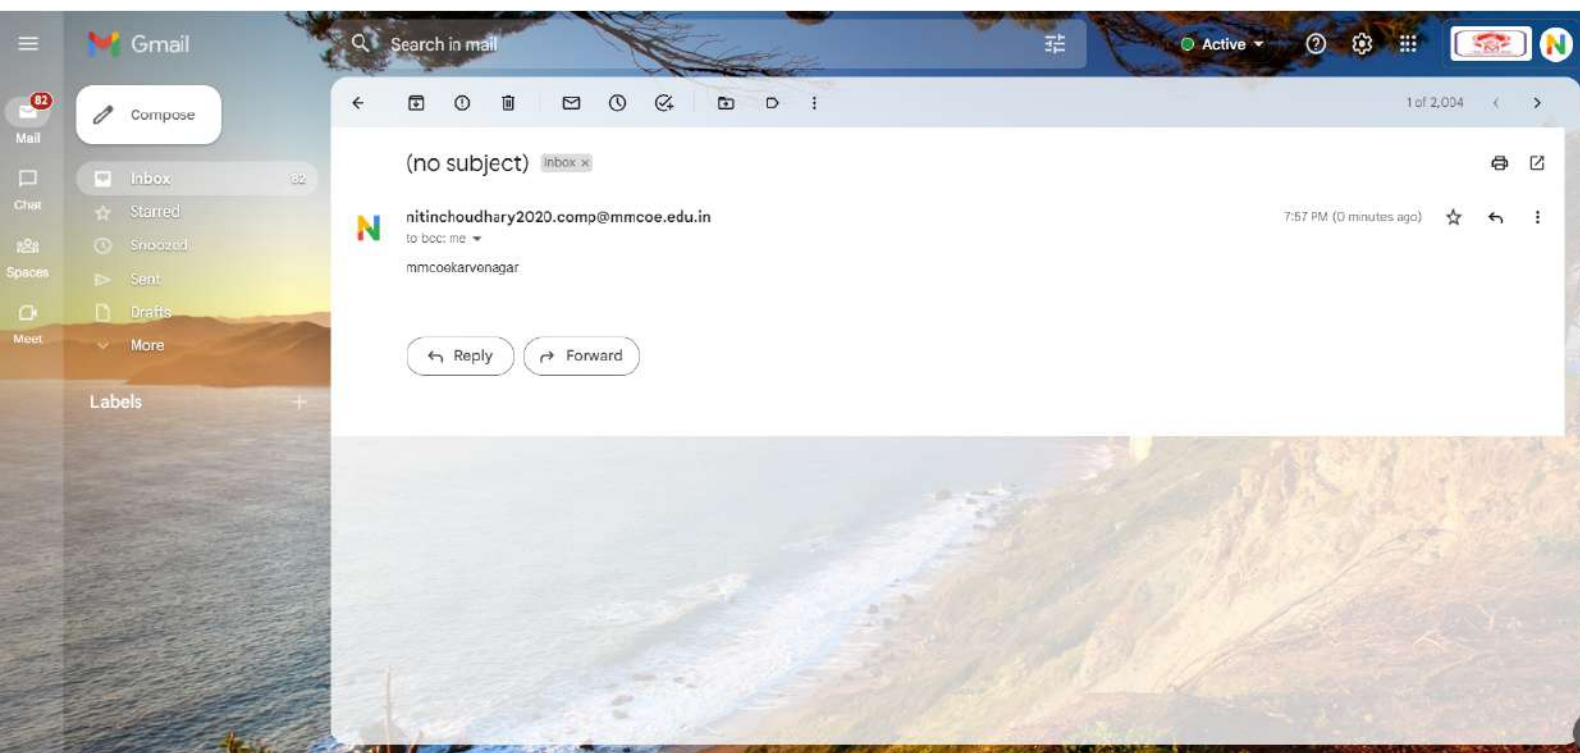 Gmail
Search in mail
Active
82
Mail
Compose
1 of 2,004
Inbox 82
(no subject) Inbox ×
Chat
Starred
nitinchoudhary2020.comp@mmcoe.edu.in
7:57 PM (0 minutes ago)
to bcc: me
Snoozed
Spaces
mmcoekarvenagar
Sent
Drafts
Meet
More
Reply
Forward
Labels